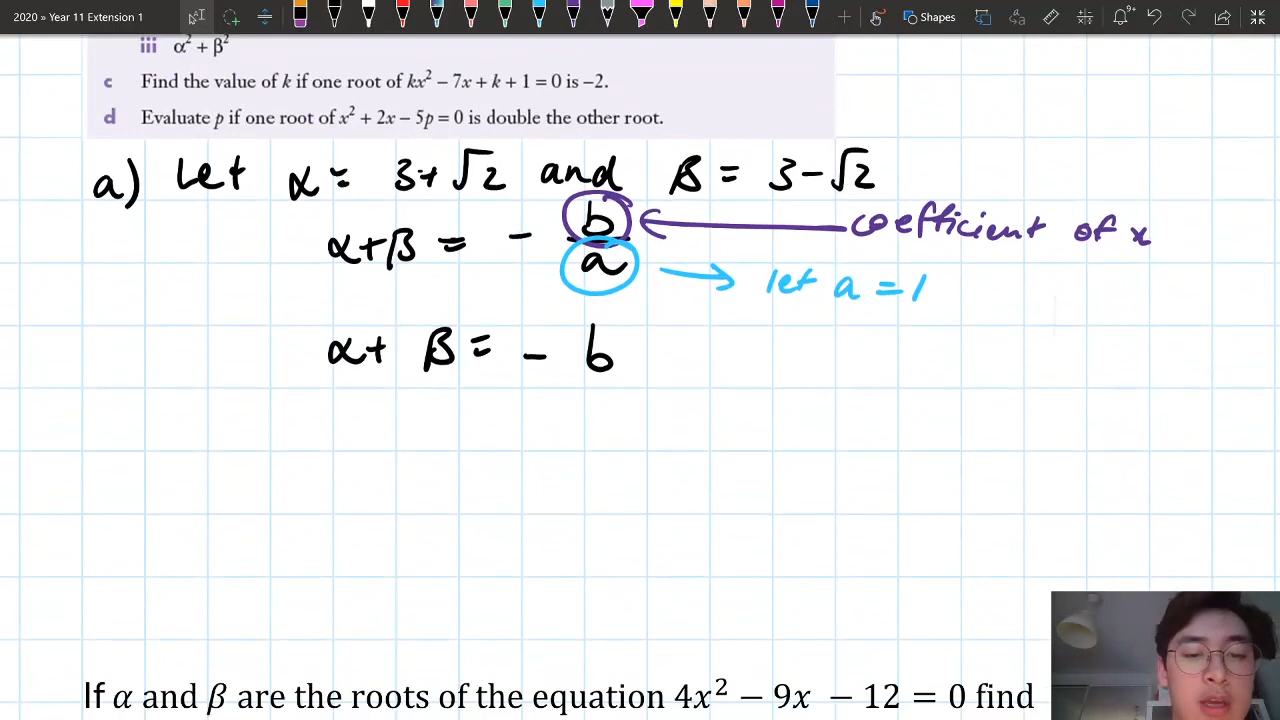 2020 » Year 11 Extension 1
Shapes
9+
iii α² + β²
c Find the value of k if one root of kx² − 7x + k + 1 = 0 is −2.
d Evaluate p if one root of x² + 2x − 5p = 0 is double the other root.
a) Let α = 3+√2 and β = 3−√2
α+β = − b/a ← coefficient of x
→ let a = 1
α+ β = − b
If α and β are the roots of the equation 4x² − 9x − 12 = 0 find